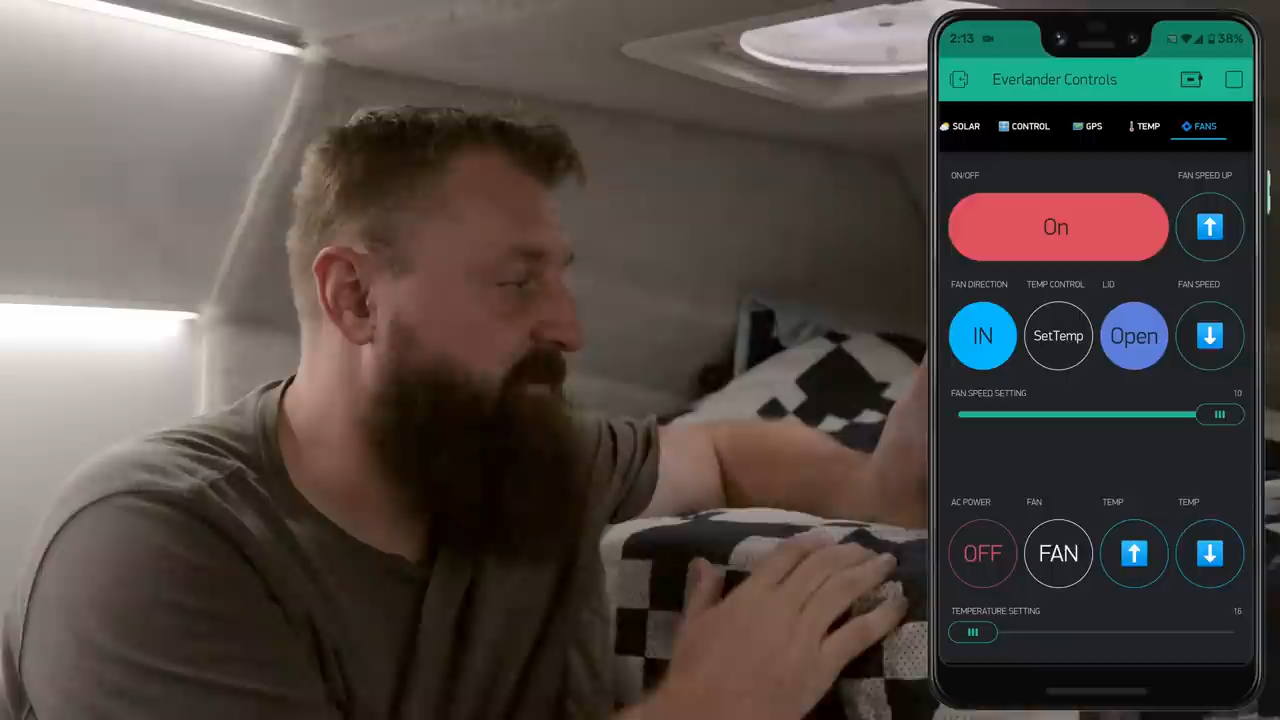 2:13 38%
Everlander Controls
SOLAR CONTROL GPS TEMP FANS
ON/OFF FAN SPEED UP
On
FAN DIRECTION TEMP CONTROL LID FAN SPEED
IN SetTemp Open
FAN SPEED SETTING 10
AC POWER FAN TEMP TEMP
OFF FAN
TEMPERATURE SETTING 16